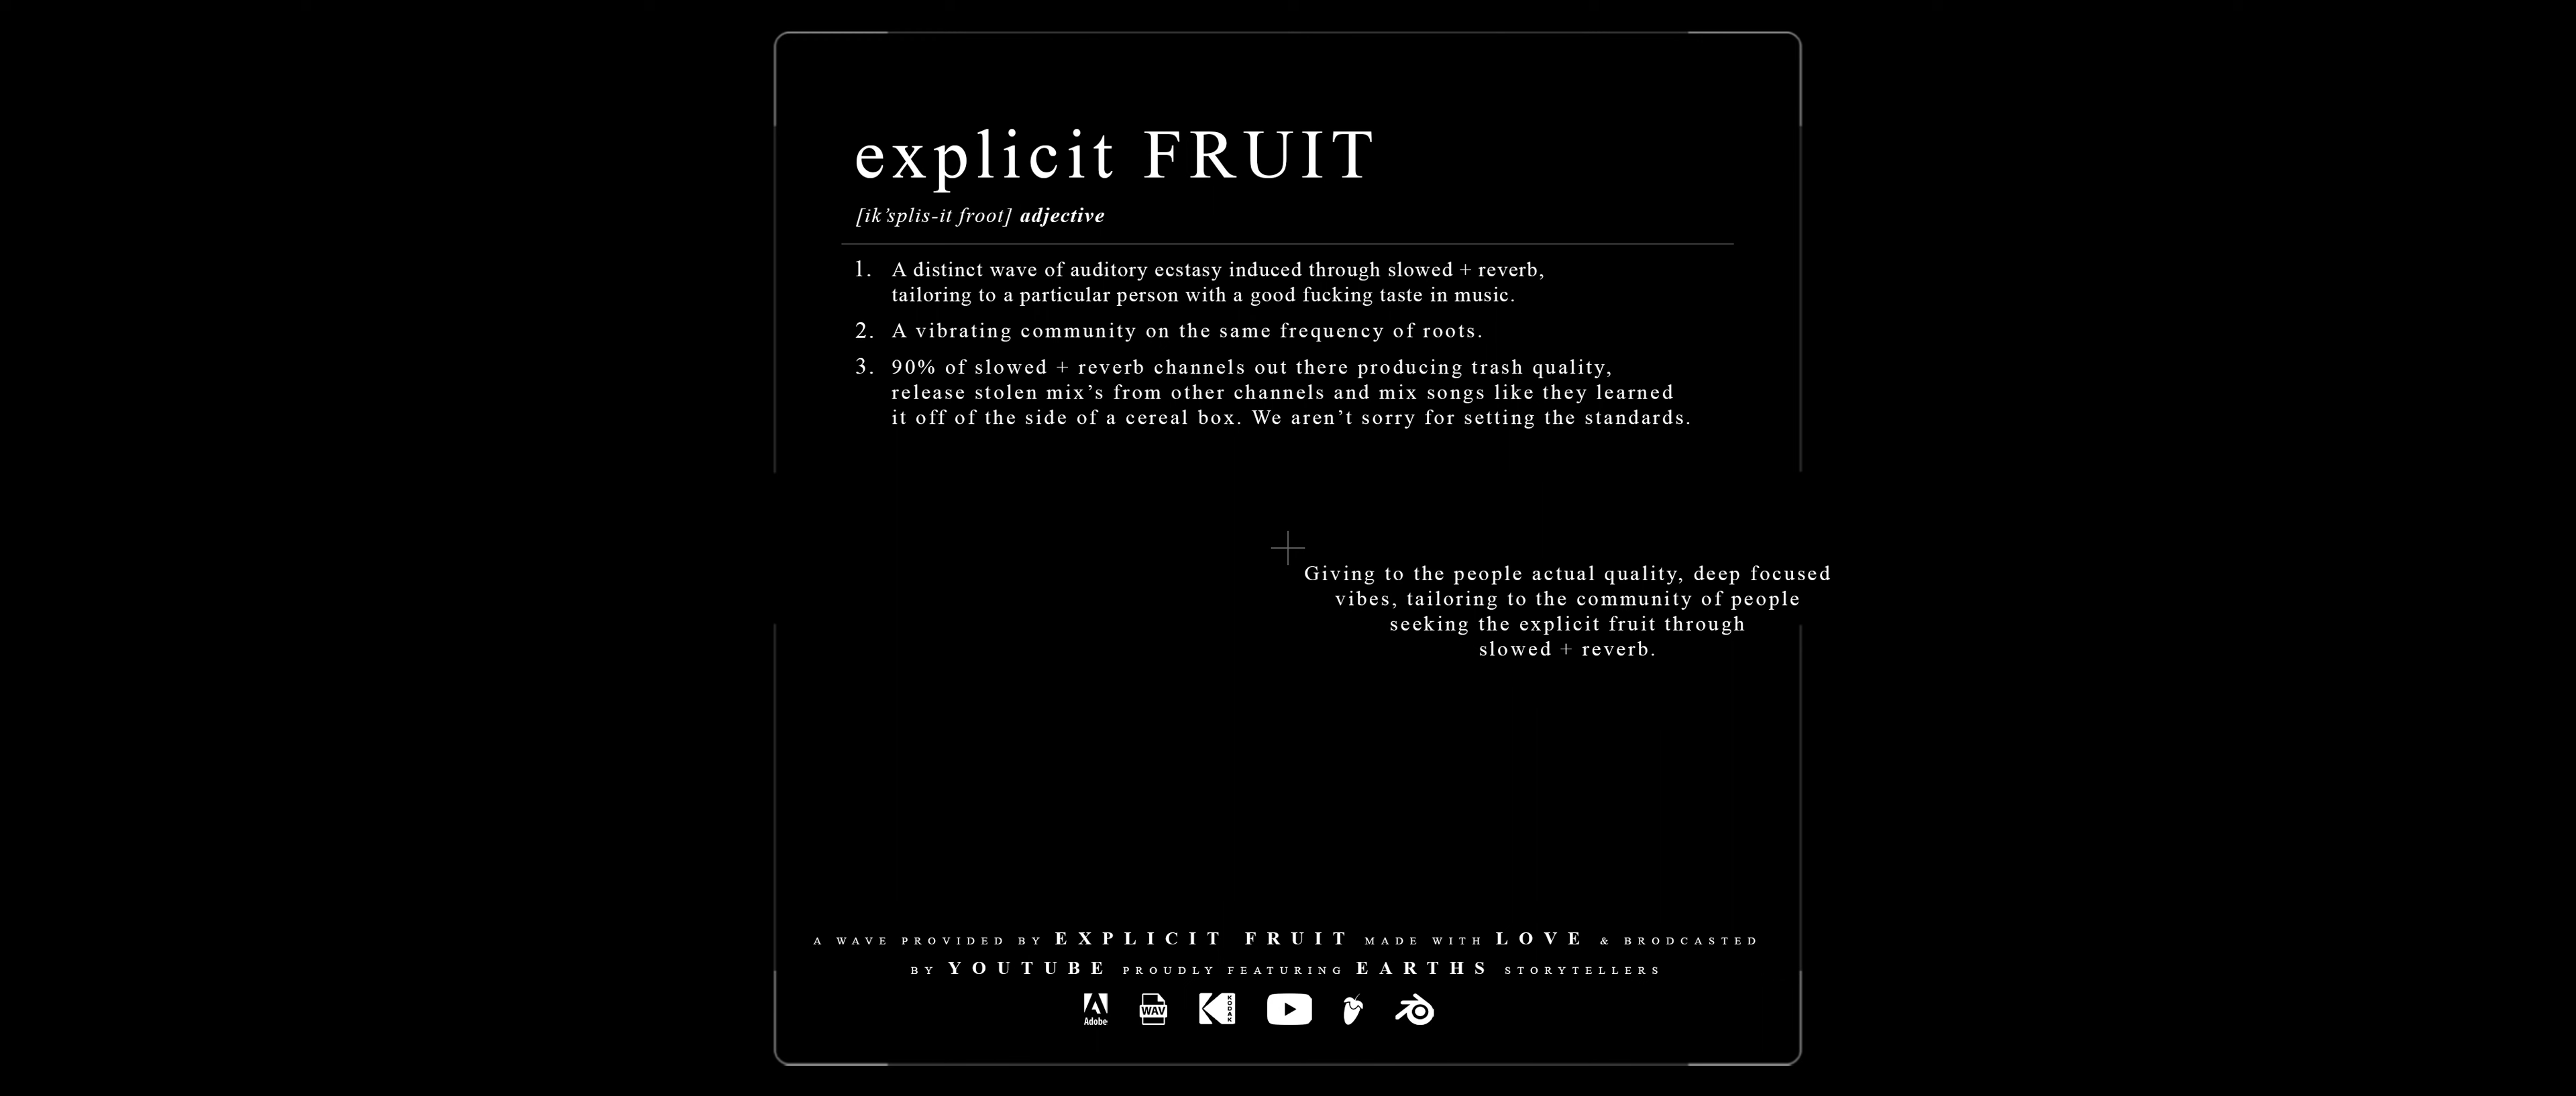 explicit FRUIT
[ik’splis-it froot] adjective
1. A distinct wave of auditory ecstasy induced through slowed + reverb,
tailoring to a particular person with a good fucking taste in music.
2. A vibrating community on the same frequency of roots.
3. 90% of slowed + reverb channels out there producing trash quality,
release stolen mix’s from other channels and mix songs like they learned
it off of the side of a cereal box. We aren’t sorry for setting the standards.
Giving to the people actual quality, deep focused
vibes, tailoring to the community of people
seeking the explicit fruit through
slowed + reverb.
A WAVE PROVIDED BY EXPLICIT FRUIT MADE WITH LOVE & BRODCASTED
BY YOUTUBE PROUDLY FEATURING EARTHS STORYTELLERS
Adobe WAV KODAK